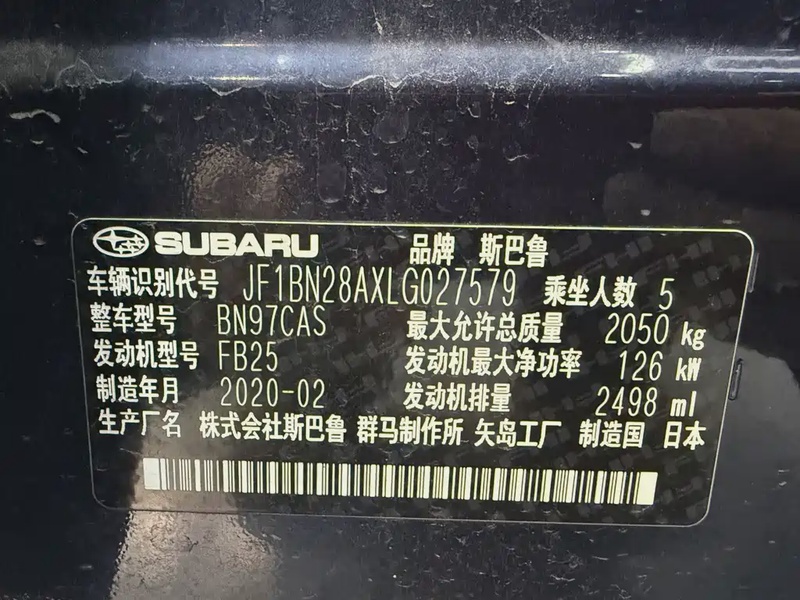 SUBARU 品牌 斯巴鲁
车辆识别代号 JF1BN28AXLG027579 乘坐人数 5
整车型号 BN97CAS 最大允许总质量 2050 kg
发动机型号 FB25 发动机最大净功率 126 kW
制造年月 2020-02 发动机排量 2498 ml
生产厂名 株式会社斯巴鲁 群马制作所 矢岛工厂 制造国 日本